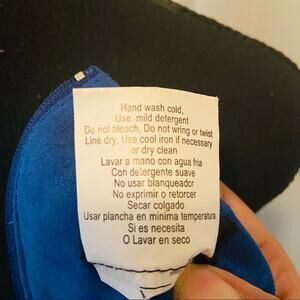 Hand wash cold,
Use mild detergent
Do not bleach, Do not wring or twist
Line dry, Use cool iron if necessary
or dry clean
Lavar a mano con agua fria
Con detergente suave
No usar blanqueador
No exprimir o retorcer
Secar colgado
Usar plancha en minima temperatura
Si es necesita
O Lavar en seco